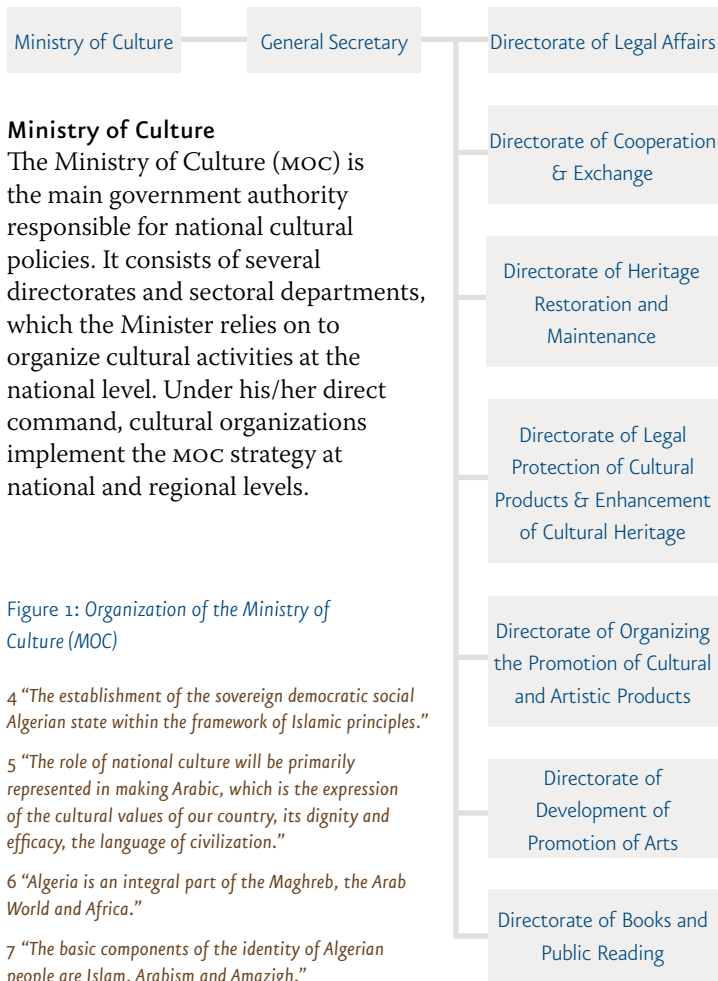 Ministry of Culture
General Secretary
Directorate of Legal Affairs
Directorate of Cooperation
& Exchange
Directorate of Heritage
Restoration and
Maintenance
Directorate of Legal
Protection of Cultural
Products & Enhancement
of Cultural Heritage
Directorate of Organizing
the Promotion of Cultural
and Artistic Products
Directorate of
Development of
Promotion of Arts
Directorate of Books and
Public Reading
Ministry of Culture
The Ministry of Culture (MOC) is
the main government authority
responsible for national cultural
policies. It consists of several
directorates and sectoral departments,
which the Minister relies on to
organize cultural activities at the
national level. Under his/her direct
command, cultural organizations
implement the MOC strategy at
national and regional levels.
Figure 1: Organization of the Ministry of
Culture (MOC)
4 “The establishment of the sovereign democratic social
Algerian state within the framework of Islamic principles.”
5 “The role of national culture will be primarily
represented in making Arabic, which is the expression
of the cultural values of our country, its dignity and
efficacy, the language of civilization.”
6 “Algeria is an integral part of the Maghreb, the Arab
World and Africa.”
7 “The basic components of the identity of Algerian
people are Islam, Arabism and Amazigh.”